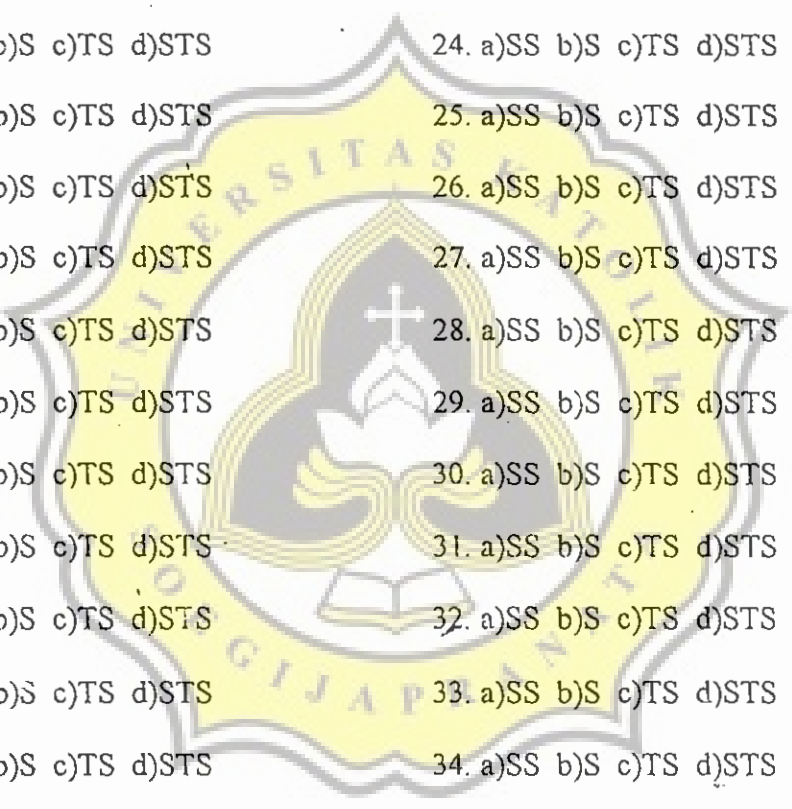 b)S c)TS d)STS 24. a)SS b)S c)TS d)STS
b)S c)TS d)STS 25. a)SS b)S c)TS d)STS
b)S c)TS d)STS 26. a)SS b)S c)TS d)STS
b)S c)TS d)STS 27. a)SS b)S c)TS d)STS
b)S c)TS d)STS 28. a)SS b)S c)TS d)STS
b)S c)TS d)STS 29. a)SS b)S c)TS d)STS
b)S c)TS d)STS 30. a)SS b)S c)TS d)STS
b)S c)TS d)STS 31. a)SS b)S c)TS d)STS
b)S c)TS d)STS 32. a)SS b)S c)TS d)STS
b)S c)TS d)STS 33. a)SS b)S c)TS d)STS
b)S c)TS d)STS 34. a)SS b)S c)TS d)STS
UNIVERSITAS KATOLIK
SOEGIJAPRANATA